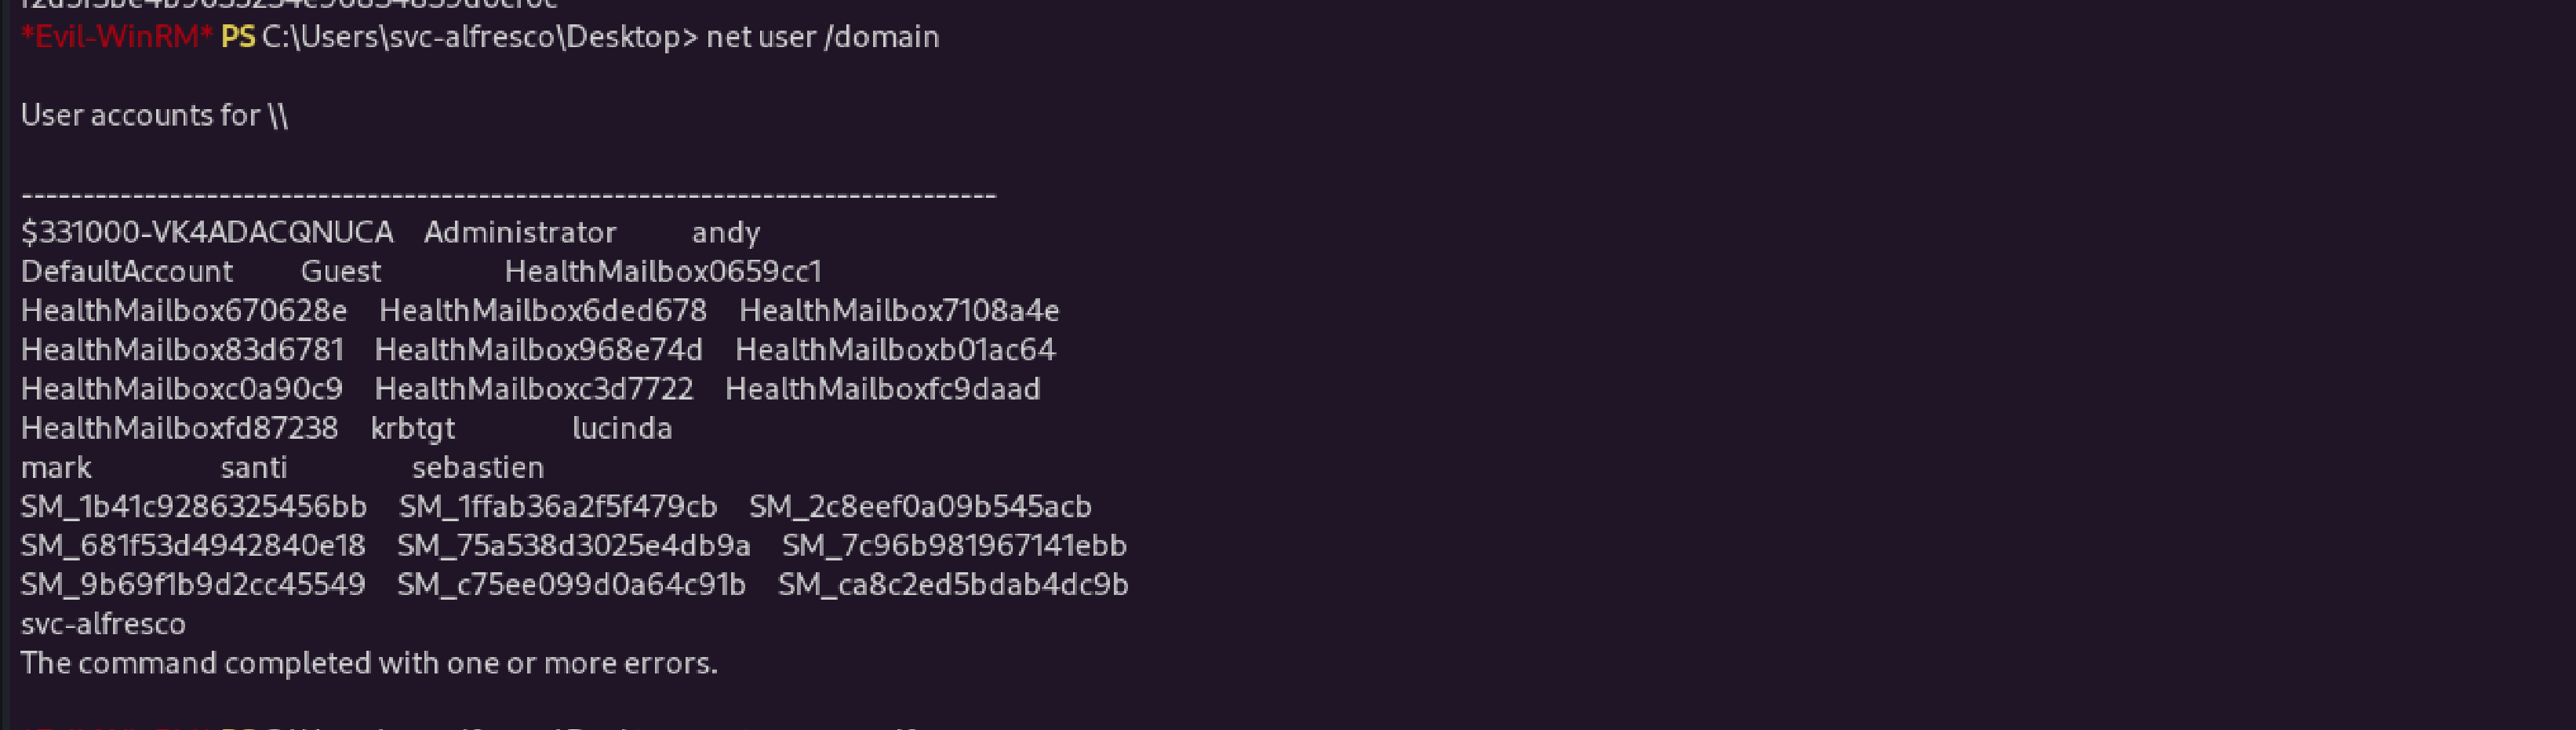 *Evil-WinRM* PS C:\Users\svc-alfresco\Desktop> net user /domain
User accounts for \\
-------------------------------------------------------------------------------
$331000-VK4ADACQNUCA    Administrator    andy
DefaultAccount    Guest    HealthMailbox0659cc1
HealthMailbox670628e    HealthMailbox6ded678    HealthMailbox7108a4e
HealthMailbox83d6781    HealthMailbox968e74d    HealthMailboxb01ac64
HealthMailboxc0a90c9    HealthMailboxc3d7722    HealthMailboxfc9daad
HealthMailboxfd87238    krbtgt    lucinda
mark    santi    sebastien
SM_1b41c9286325456bb    SM_1ffab36a2f5f479cb    SM_2c8eef0a09b545acb
SM_681f53d4942840e18    SM_75a538d3025e4db9a    SM_7c96b981967141ebb
SM_9b69f1b9d2cc45549    SM_c75ee099d0a64c91b    SM_ca8c2ed5bdab4dc9b
svc-alfresco
The command completed with one or more errors.